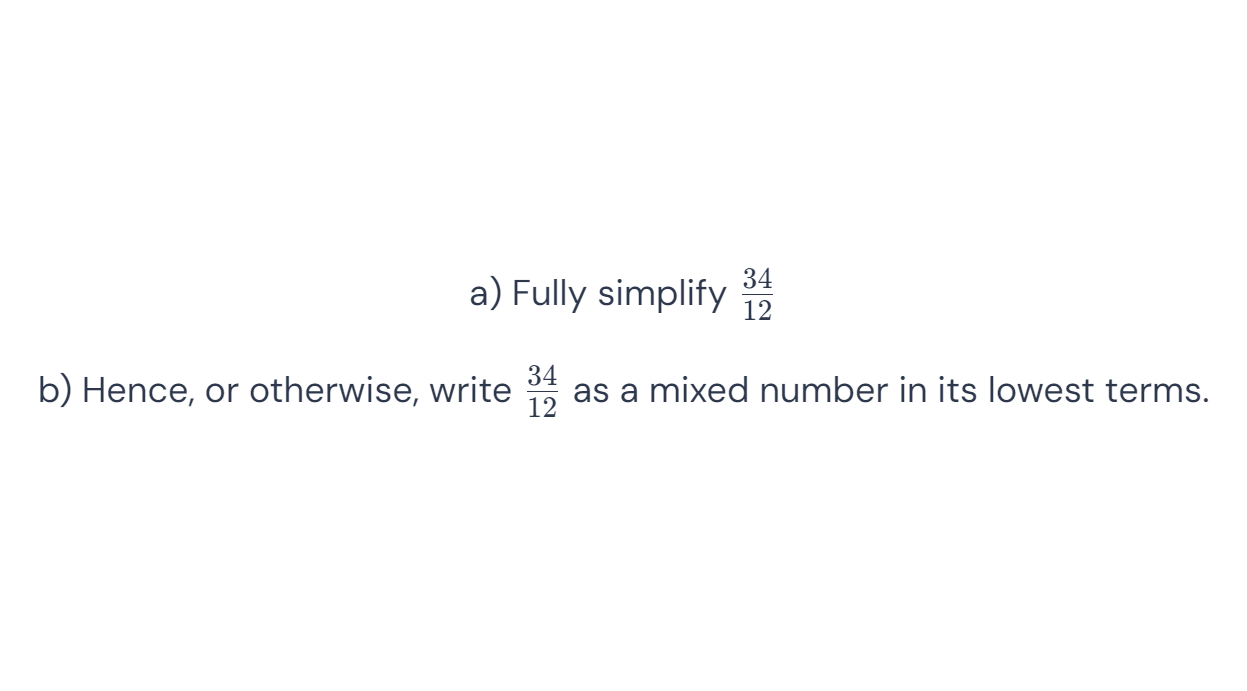 a) Fully simplify $\frac{34}{12}$
b) Hence, or otherwise, write $\frac{34}{12}$ as a mixed number in its lowest terms.